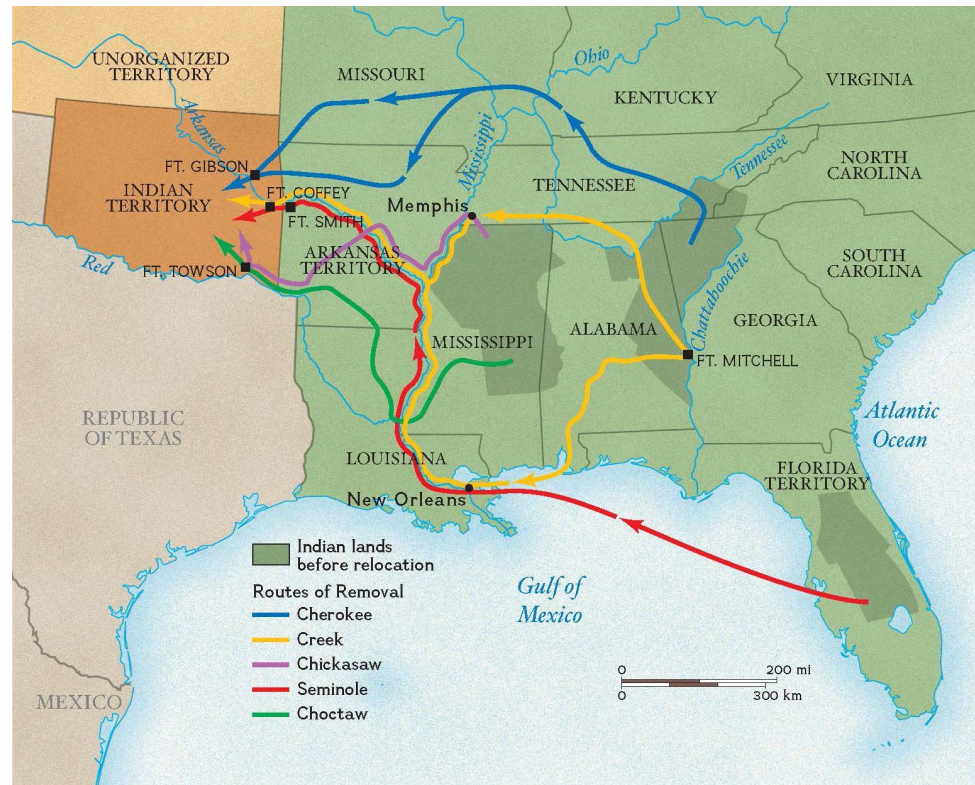 UNORGANIZED
TERRITORY
MISSOURI
Ohio
KENTUCKY
VIRGINIA
Arkansas
Mississippi
Tennessee
NORTH
CAROLINA
FT. GIBSON
INDIAN
TERRITORY
FT. COFFEY
FT. SMITH
Memphis
TENNESSEE
ARKANSAS
TERRITORY
Red
FT. TOWSON
SOUTH
CAROLINA
Chattahoochie
MISSISSIPPI
ALABAMA
GEORGIA
FT. MITCHELL
REPUBLIC
OF TEXAS
Atlantic
Ocean
LOUISIANA
New Orleans
FLORIDA
TERRITORY
Indian lands
before relocation
Routes of Removal
Cherokee
Creek
Chickasaw
Seminole
Choctaw
Gulf of
Mexico
0 200 mi
0 300 km
MEXICO